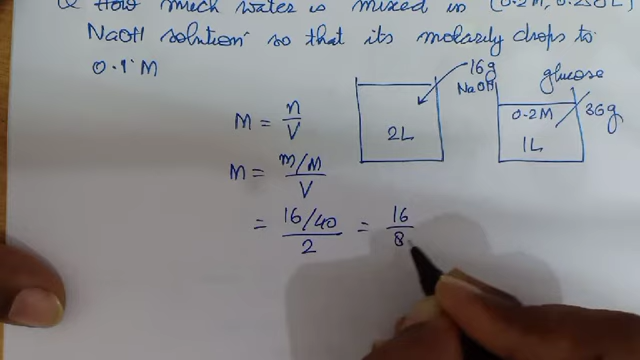 Q How much water is mixed in (0.2M, 0.250L)
NaOH solution so that its molarity drops to
0.1 M
16g
NaOH
2L
glucose
0.2M
36g
1L
M = n/V
M = m/M / V
= 16/40 / 2 = 16/8